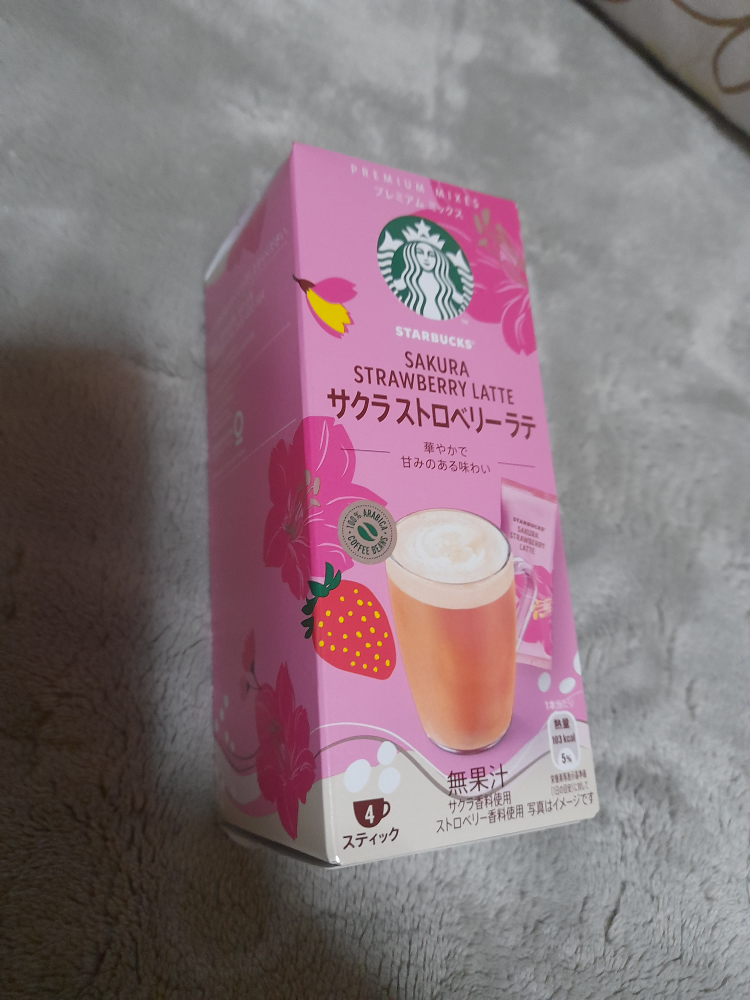 PREMIUM MIXES
プレミアム ミックス
STARBUCKS
SAKURA
STRAWBERRY LATTE
サクラストロベリーラテ
華やかで
甘みのある味わい
100% ARABICA
COFFEE BEANS
STARBUCKS
SAKURA
STRAWBERRY
LATTE
熱量
103 kcal
5%
無果汁
サクラ香料使用
ストロベリー香料使用 写真はイメージです
4
スティック